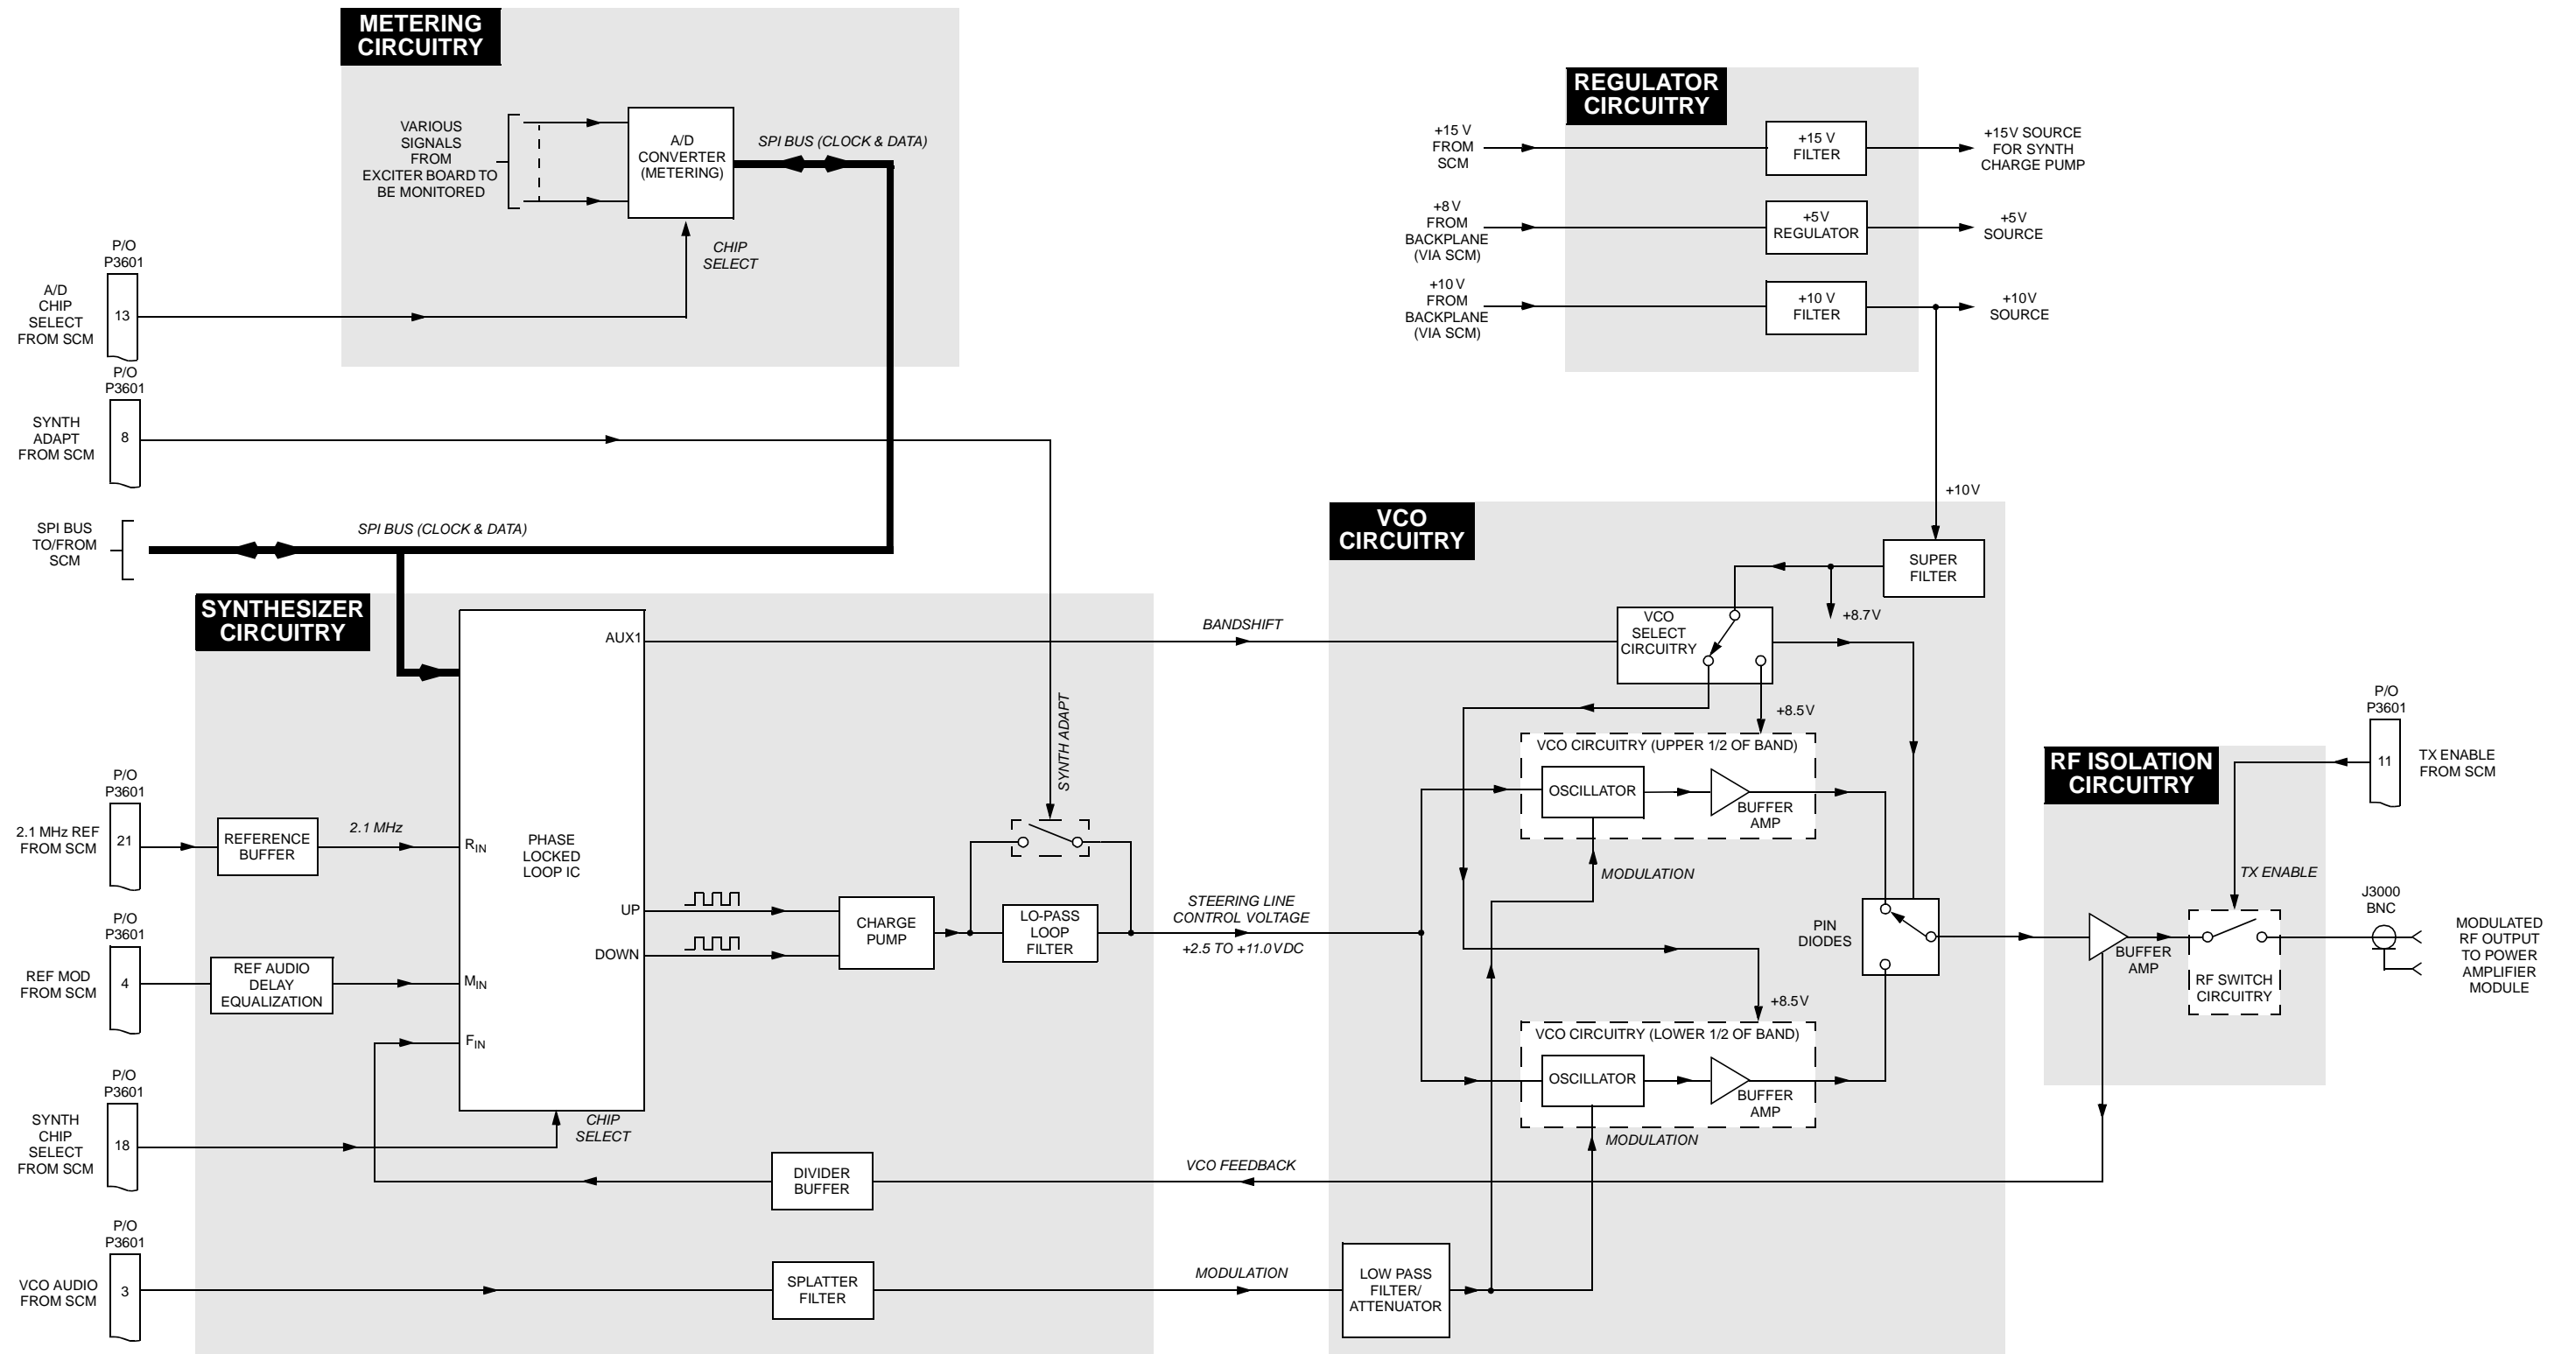 METERING
CIRCUITRY
VARIOUS
SIGNALS
FROM
EXCITER BOARD TO
BE MONITORED
A/D
CONVERTER
(METERING)
SPI BUS (CLOCK & DATA)
CHIP
SELECT
P/O
P3601
A/D
CHIP
SELECT
FROM SCM
13
P/O
P3601
SYNTH
ADAPT
FROM SCM
8
SPI BUS
TO/FROM
SCM
SPI BUS (CLOCK & DATA)
REGULATOR
CIRCUITRY
+15 V
FROM
SCM
+15 V
FILTER
+15V SOURCE
FOR SYNTH
CHARGE PUMP
+8V
FROM
BACKPLANE
(VIA SCM)
+5V
REGULATOR
+5V
SOURCE
+10V
FROM
BACKPLANE
(VIA SCM)
+10 V
FILTER
+10V
SOURCE
+10V
SYNTHESIZER
CIRCUITRY
AUX1
BANDSHIFT
SYNTH ADAPT
P/O
P3601
2.1 MHz REF
FROM SCM
21
REFERENCE
BUFFER
2.1 MHz
RIN
PHASE
LOCKED
LOOP IC
UP
DOWN
CHARGE
PUMP
LO-PASS
LOOP
FILTER
STEERING LINE
CONTROL VOLTAGE
+2.5 TO +11.0VDC
P/O
P3601
REF MOD
FROM SCM
4
REF AUDIO
DELAY
EQUALIZATION
MIN
FIN
P/O
P3601
SYNTH
CHIP
SELECT
FROM SCM
18
CHIP
SELECT
DIVIDER
BUFFER
VCO FEEDBACK
P/O
P3601
VCO AUDIO
FROM SCM
3
SPLATTER
FILTER
MODULATION
VCO
CIRCUITRY
SUPER
FILTER
+8.7V
VCO
SELECT
CIRCUITRY
+8.5V
VCO CIRCUITRY (UPPER 1/2 OF BAND)
OSCILLATOR
BUFFER
AMP
MODULATION
PIN
DIODES
+8.5V
VCO CIRCUITRY (LOWER 1/2 OF BAND)
OSCILLATOR
BUFFER
AMP
MODULATION
LOW PASS
FILTER/
ATTENUATOR
RF ISOLATION
CIRCUITRY
P/O
P3601
11
TX ENABLE
FROM SCM
TX ENABLE
BUFFER
AMP
RF SWITCH
CIRCUITRY
J3000
BNC
MODULATED
RF OUTPUT
TO POWER
AMPLIFIER
MODULE